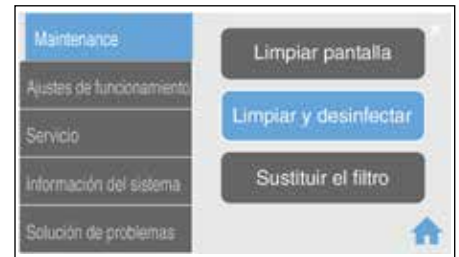 Maintenance
Ajustes de funcionamiento
Servicio
Información del sistema
Solución de problemas
Limpiar pantalla
Limpiar y desinfectar
Sustituir el filtro